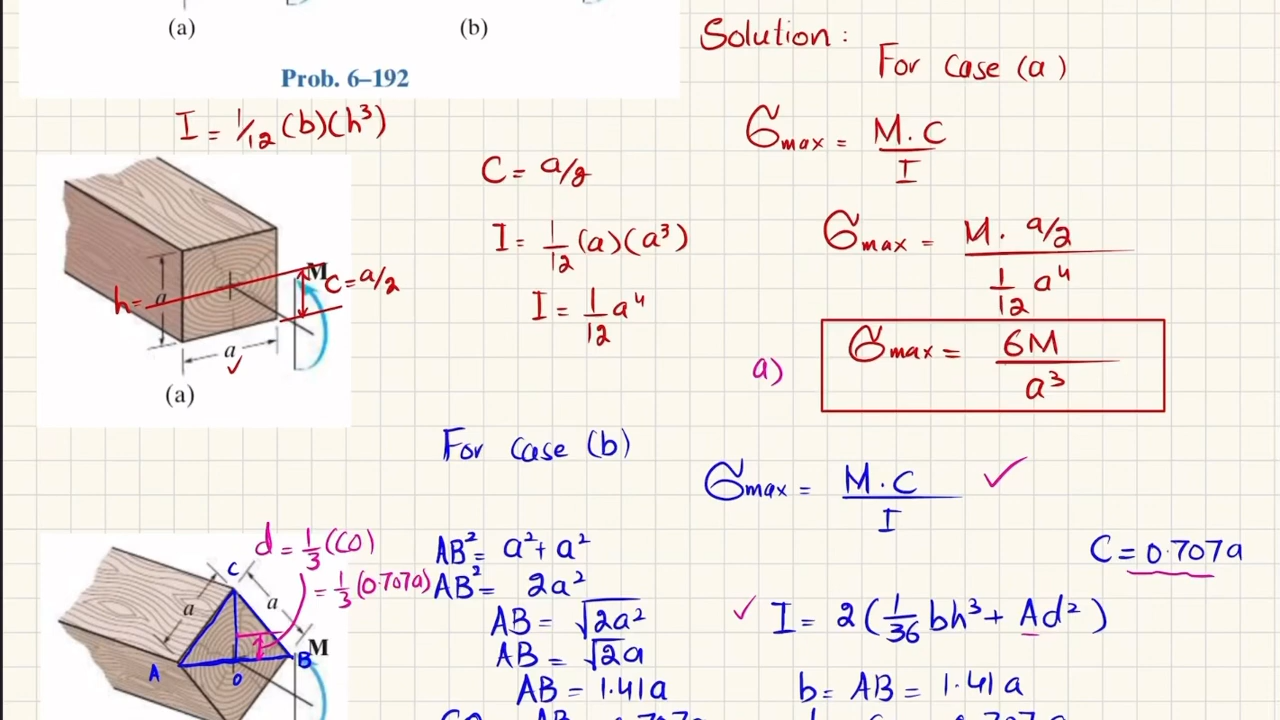 (a)
(b)
Prob. 6–192
Solution:
For Case (a)
I = 1/12 (b)(h³)
C = a/2
I = 1/12 (a)(a³)
I = 1/12 a⁴
σmax = M.C / I
σmax = M. a/2 / 1/12 a⁴
a) σmax = 6M / a³
h=
a
a
M
C=a/2
(a)
For Case (b)
σmax = M.C / I
C = 0.707a
d = 1/3 (CO)
= 1/3 (0.707a)
C
a
a
A
O
B
M
AB² = a² + a²
AB² = 2a²
AB = √2a²
AB = √2 a
AB = 1.41a
I = 2(1/36 bh³ + Ad²)
b = AB = 1.41a